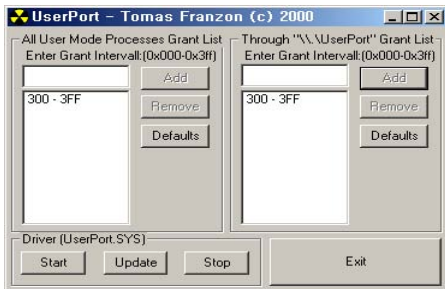 UserPort - Tomas Franzon (c) 2000
All User Mode Processes Grant List
Enter Grant Intervall:(0x000-0x3ff)
Add
300 - 3FF
Remove
Defaults
Through "\\.\UserPort" Grant List
Enter Grant Intervall:(0x000-0x3ff)
Add
300 - 3FF
Remove
Defaults
Driver (UserPort.SYS)
Start Update Stop
Exit